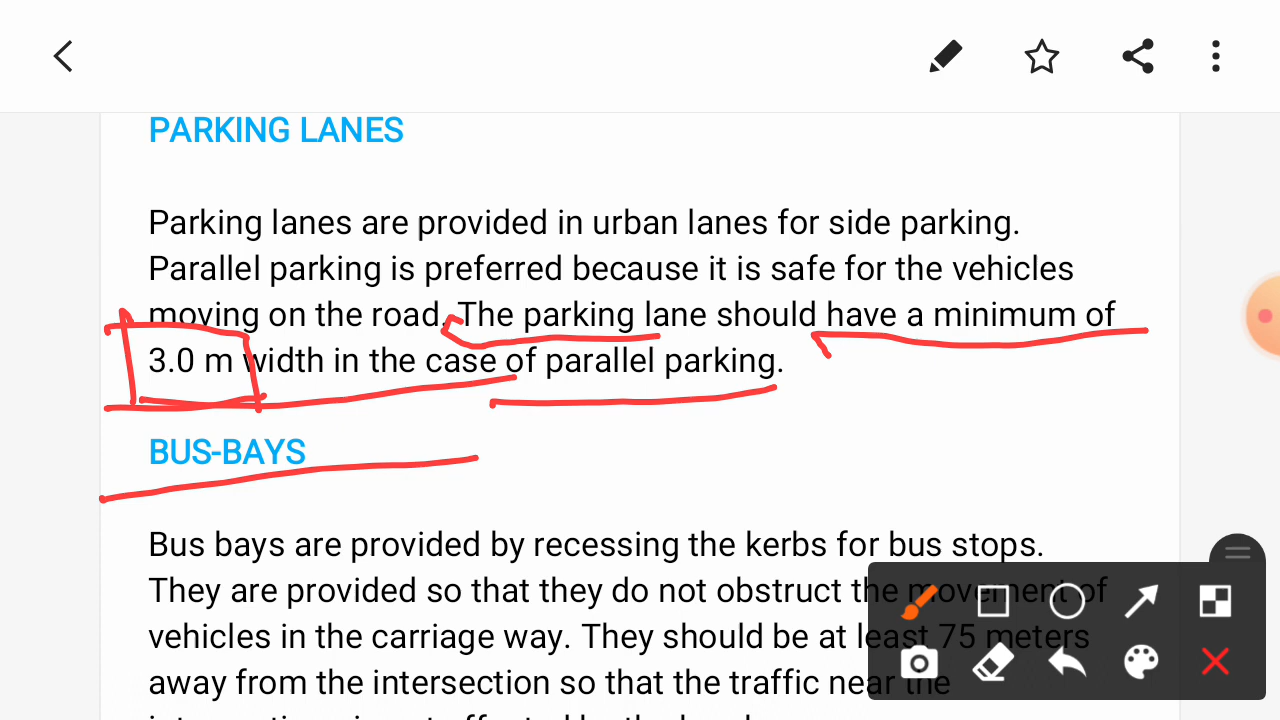 PARKING LANES
Parking lanes are provided in urban lanes for side parking.
Parallel parking is preferred because it is safe for the vehicles
moving on the road. The parking lane should have a minimum of
3.0 m width in the case of parallel parking.
BUS-BAYS
Bus bays are provided by recessing the kerbs for bus stops.
They are provided so that they do not obstruct the movement of
vehicles in the carriage way. They should be at least 75 meters
away from the intersection so that the traffic near the